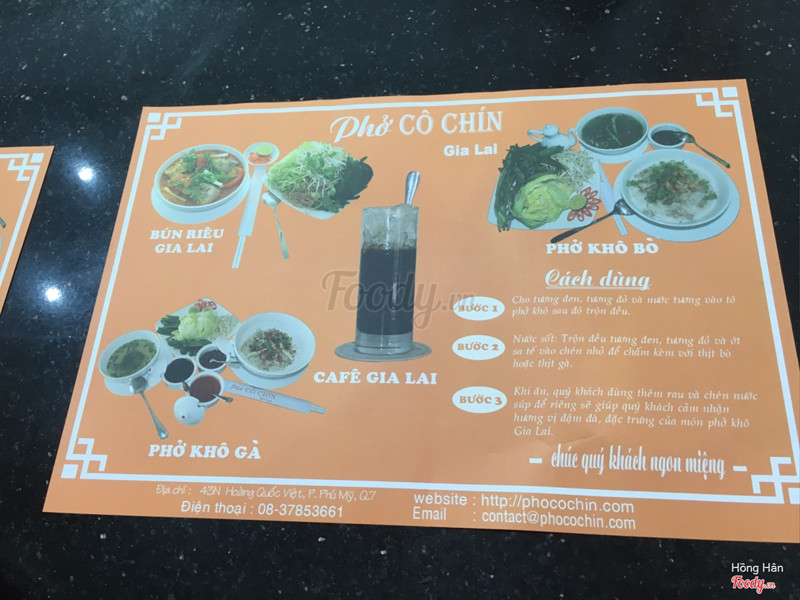 Phở CÔ CHÍN
Gia Lai
BÚN RIÊU
GIA LAI
PHỞ KHÔ BÒ
Cách dùng
BƯỚC 1
Cho tương đen, tương đỏ và nước tương vào tô
phở khô sau đó trộn đều.
BƯỚC 2
Nước sốt: Trộn đều tương đen, tương đỏ và ớt
sa tế vào chén nhỏ để chấm kèm với thịt bò
hoặc thịt gà.
BƯỚC 3
Khi ăn, quý khách dùng thêm rau và chén nước
súp để riêng sẽ giúp quý khách cảm nhận
hương vị đậm đà, đặc trưng của món phở khô
Gia Lai.
CAFÊ GIA LAI
Phở CÔ CHÍN
PHỞ KHÔ GÀ
- chúc quý khách ngon miệng -
Địa chỉ : 43N Hoàng Quốc Việt, P. Phú Mỹ, Q7
Điện thoại : 08-37853661
website : http://phocochin.com
Email : contact@phocochin.com
Foody.vn
Hồng Hân
Foody.vn